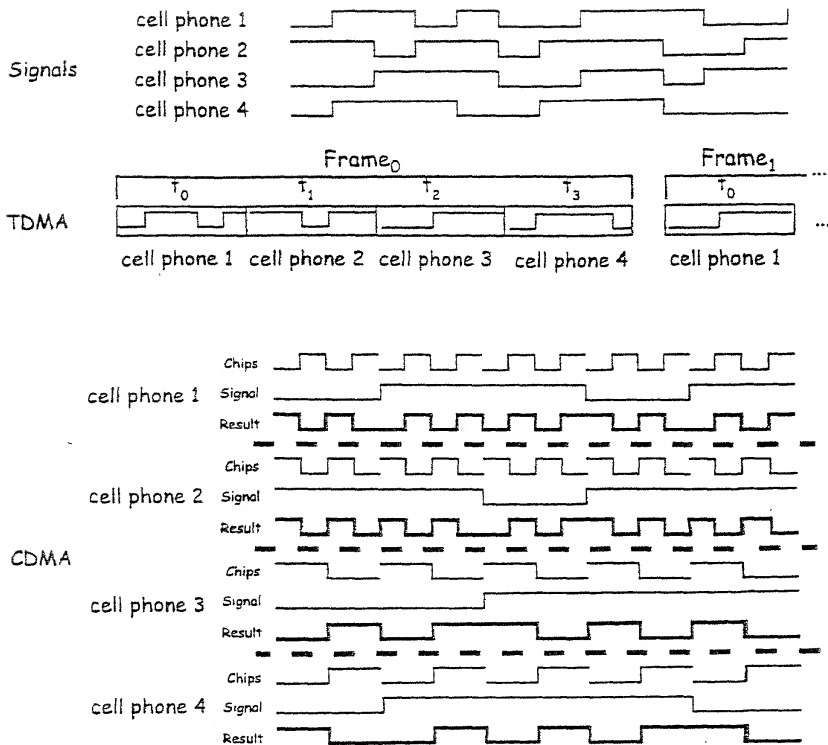 cell phone 1
cell phone 2
Signals
cell phone 3
cell phone 4
Frame₀ Frame₁
T₀ T₁ T₂ T₃ T₀ ...
TDMA ...
cell phone 1 cell phone 2 cell phone 3 cell phone 4 cell phone 1
Chips
cell phone 1 Signal
Result
Chips
cell phone 2 Signal
Result
CDMA
Chips
cell phone 3 Signal
Result
Chips
cell phone 4 Signal
Result